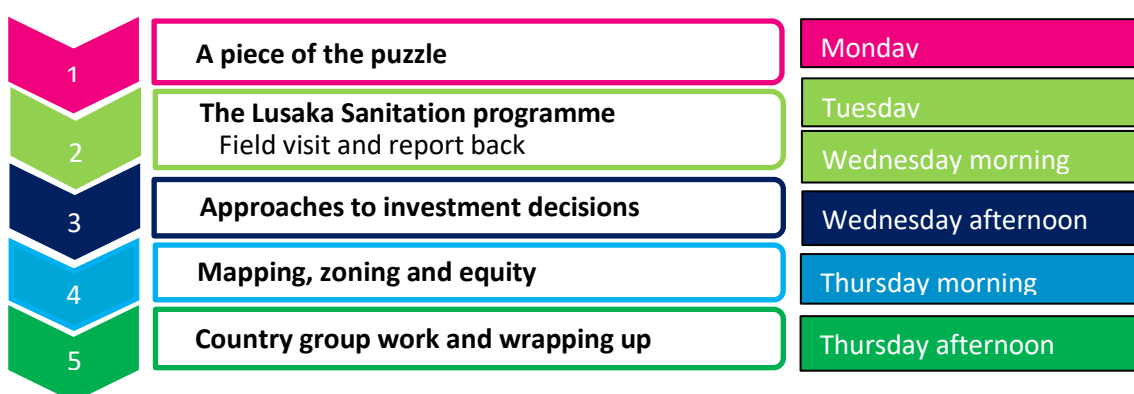 1
A piece of the puzzle
Monday
2
The Lusaka Sanitation programme
Field visit and report back
Tuesday
Wednesday morning
3
Approaches to investment decisions
Wednesday afternoon
4
Mapping, zoning and equity
Thursday morning
5
Country group work and wrapping up
Thursday afternoon